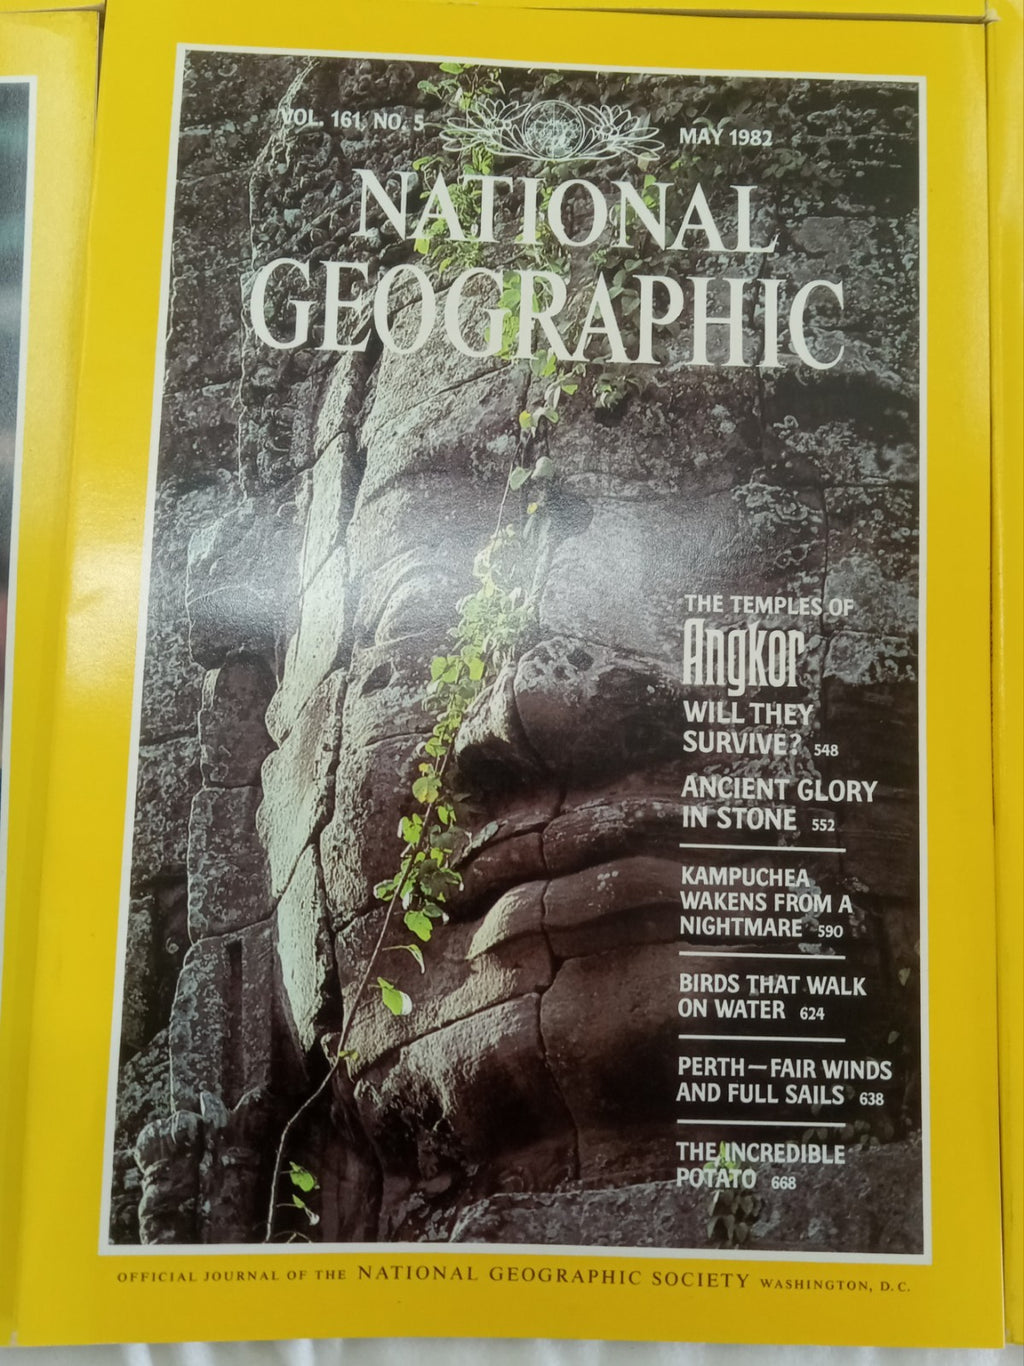 VOL. 161, NO. 5
MAY 1982
NATIONAL
GEOGRAPHIC
THE TEMPLES OF
Angkor
WILL THEY
SURVIVE? 548
ANCIENT GLORY
IN STONE 552
KAMPUCHEA
WAKENS FROM A
NIGHTMARE 590
BIRDS THAT WALK
ON WATER 624
PERTH—FAIR WINDS
AND FULL SAILS 638
THE INCREDIBLE
POTATO 668
OFFICIAL JOURNAL OF THE NATIONAL GEOGRAPHIC SOCIETY WASHINGTON, D.C.